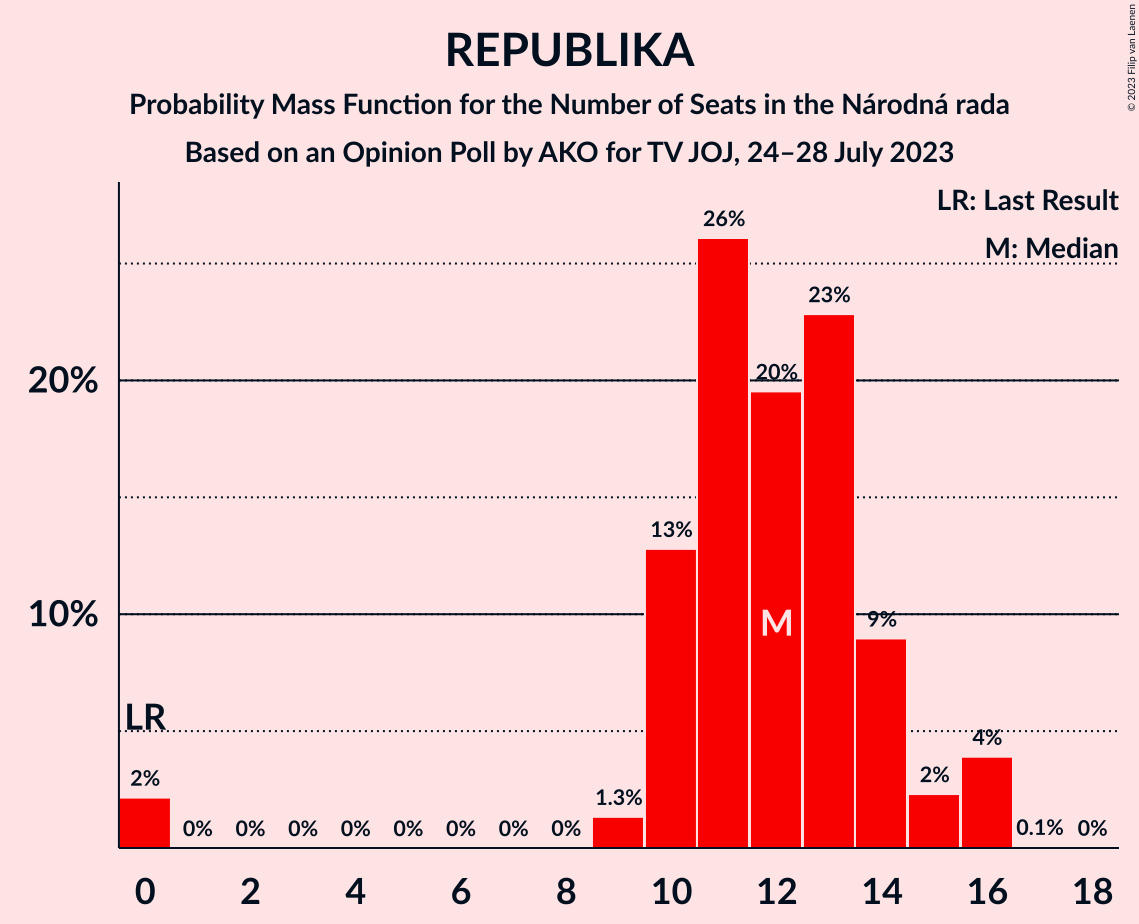 REPUBLIKA
Probability Mass Function for the Number of Seats in the Národná rada
Based on an Opinion Poll by AKO for TV JOJ, 24–28 July 2023
© 2023 Filip van Laenen
LR: Last Result
M: Median
26%
23%
20%
20%
13%
10%
9%
M
LR
4%
2%
2%
1.3%
0% 0% 0% 0% 0% 0% 0% 0% 0.1% 0%
0 2 4 6 8 10 12 14 16 18